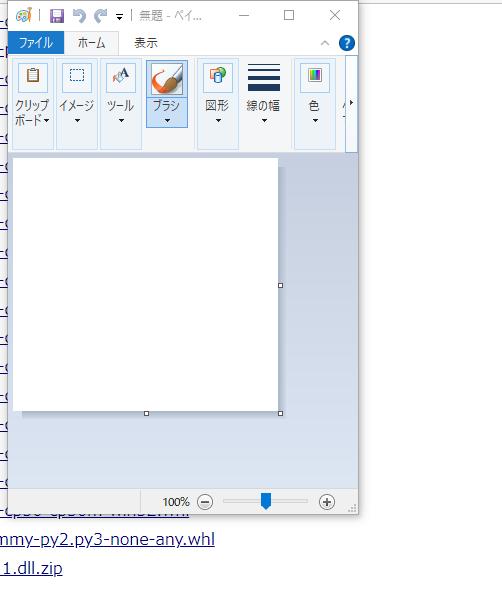 無題 - ペイ...
ファイル ホーム 表示
クリップボード イメージ ツール ブラシ 図形 線の幅 色
100%
mmy-py2.py3-none-any.whl
1.dll.zip